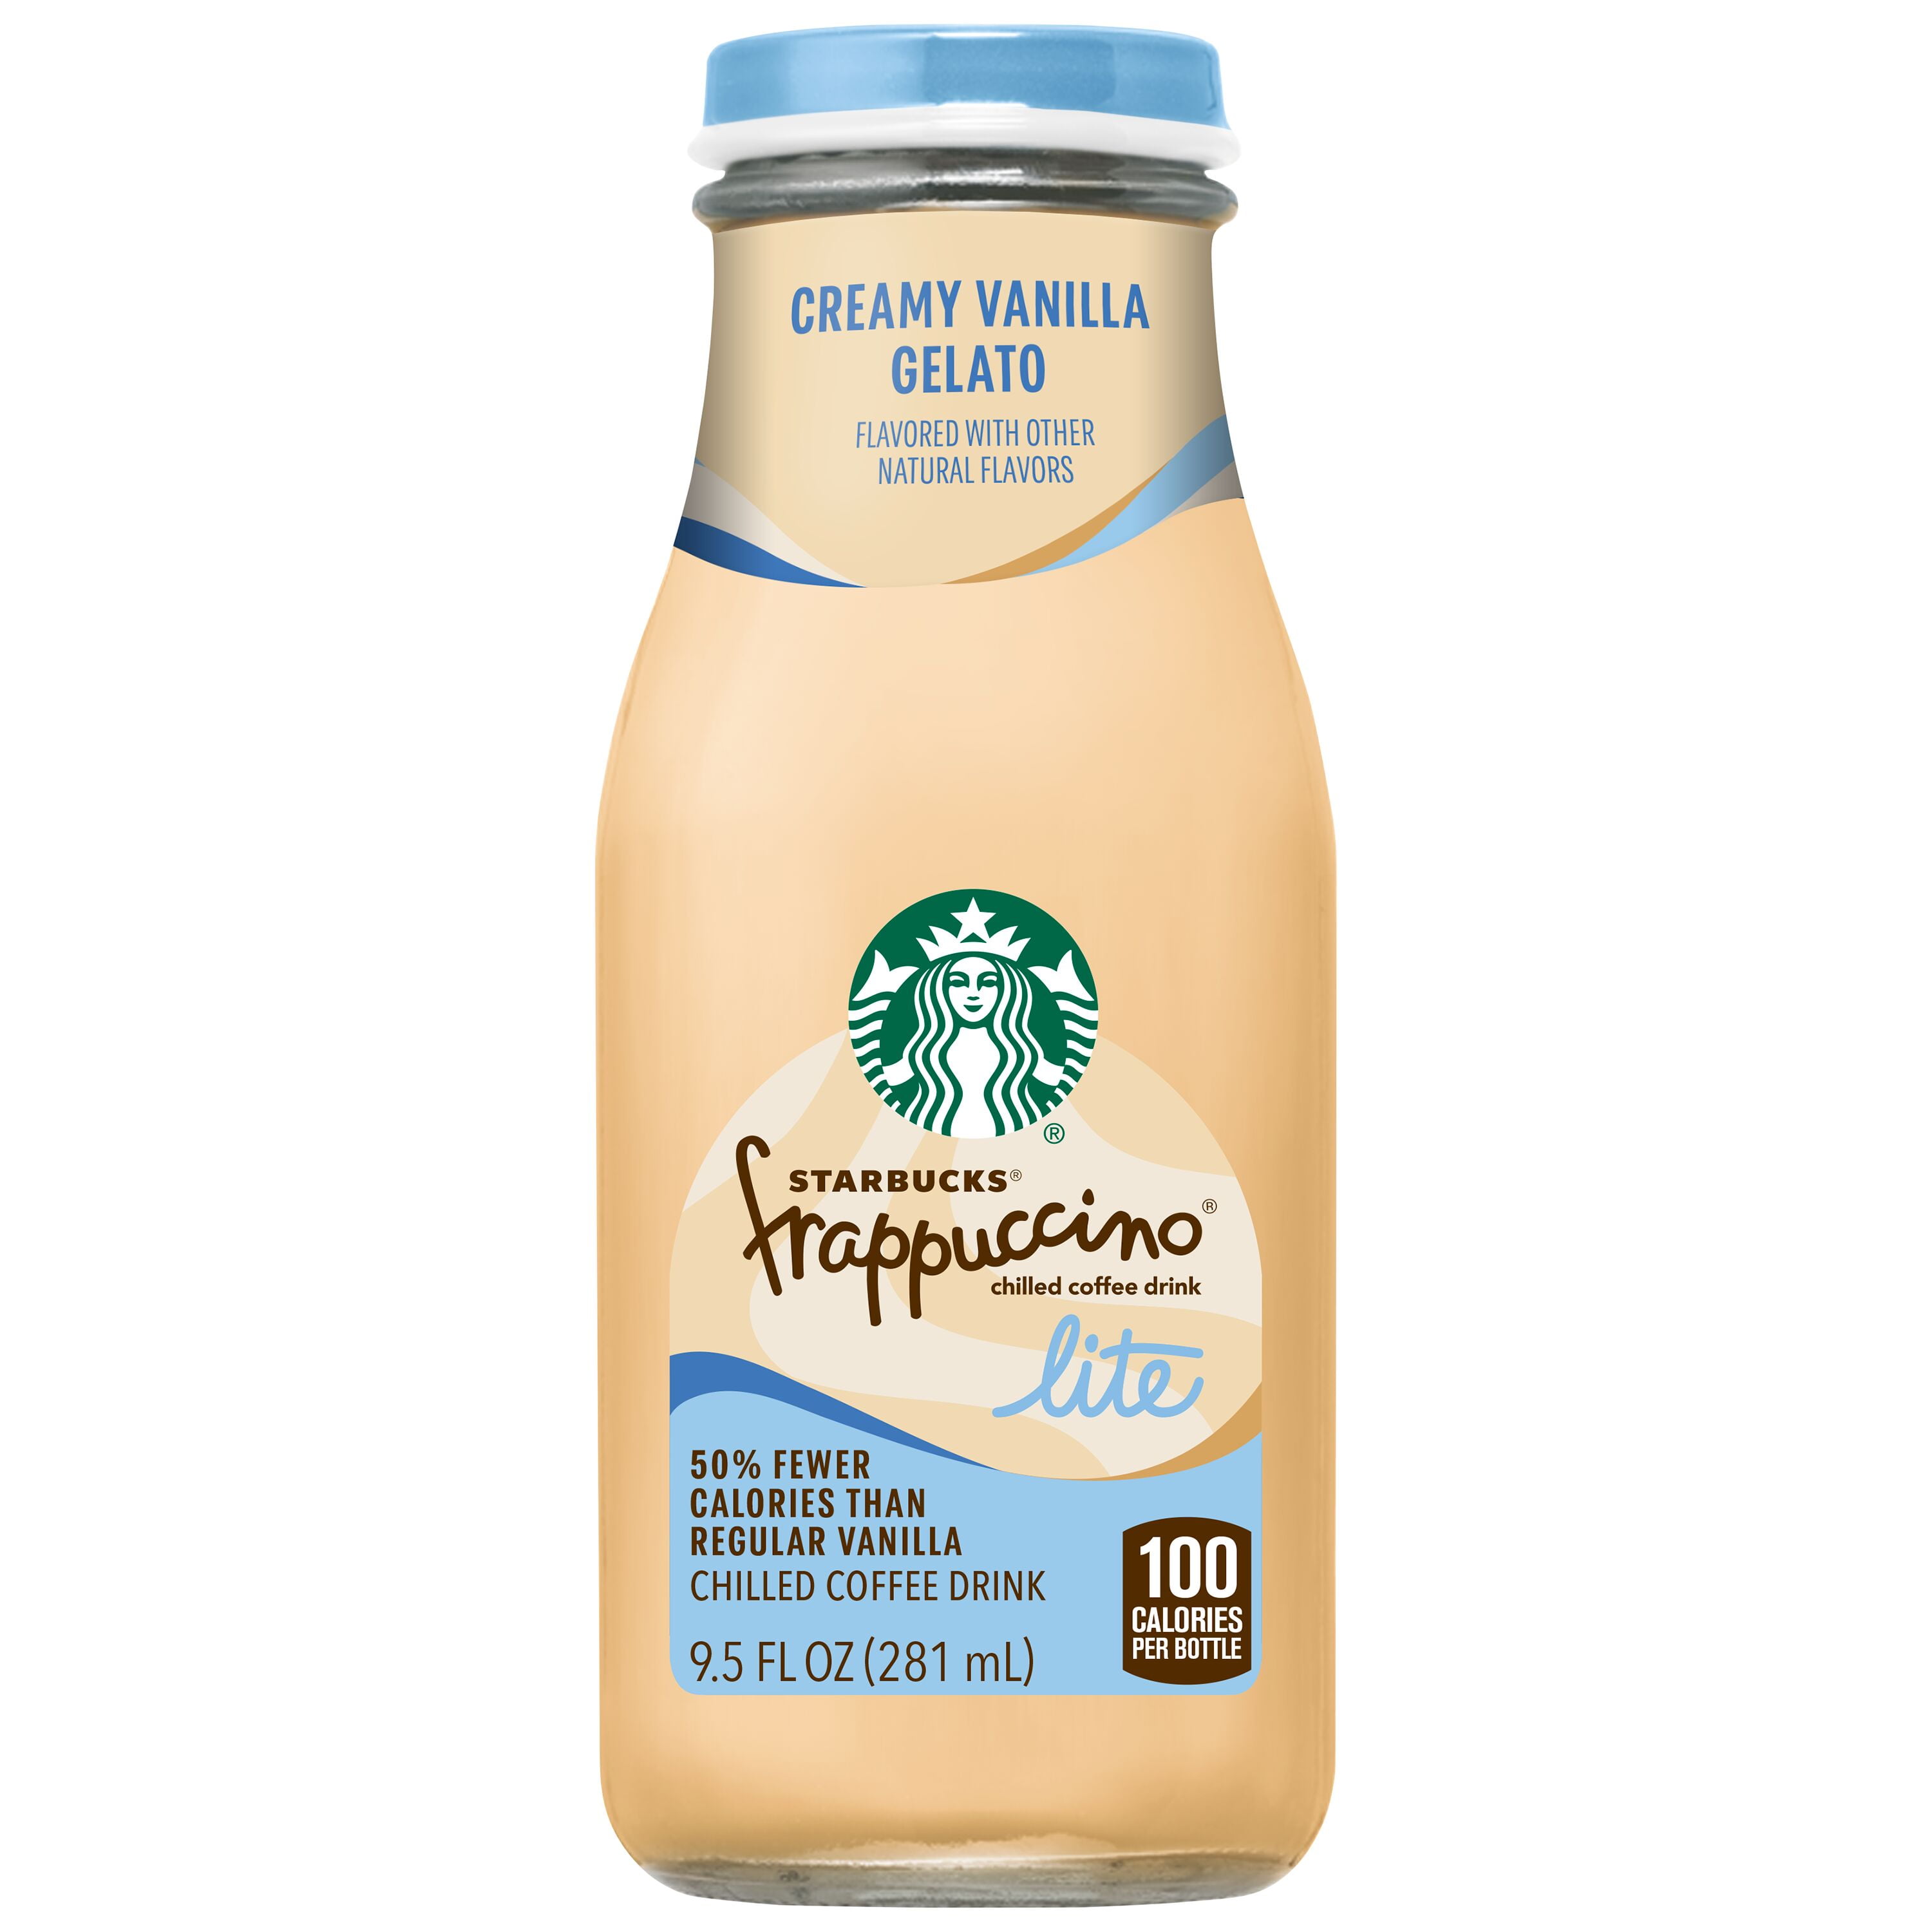 CREAMY VANILLA
GELATO
FLAVORED WITH OTHER
NATURAL FLAVORS
®
STARBUCKS®
frappuccino®
chilled coffee drink
lite
50% FEWER
CALORIES THAN
REGULAR VANILLA
CHILLED COFFEE DRINK
9.5 FL OZ (281 mL)
100
CALORIES
PER BOTTLE